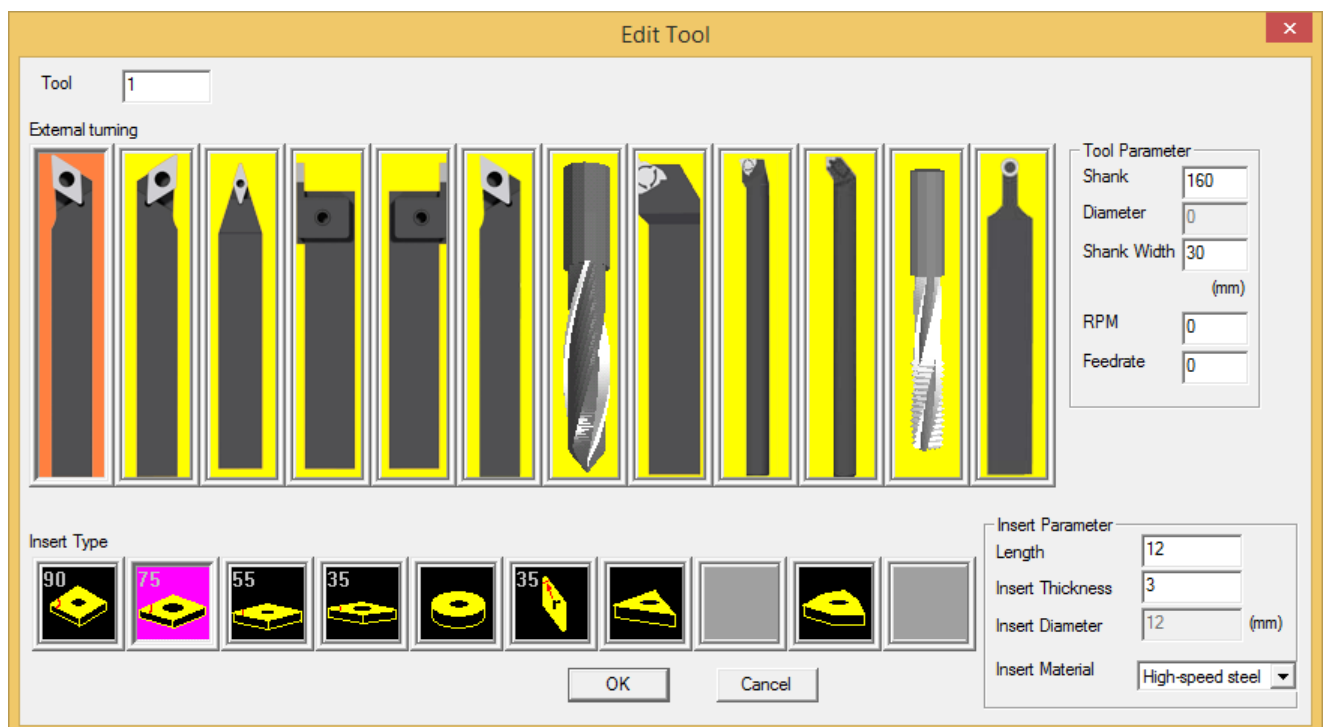 Edit Tool
Tool 1
External turning
Tool Parameter
Shank 160
Diameter 0
Shank Width 30
(mm)
RPM 0
Feedrate 0
Insert Type
90 75 55 35 35
Insert Parameter
Length 12
Insert Thickness 3
Insert Diameter 12 (mm)
Insert Material High-speed steel
OK Cancel